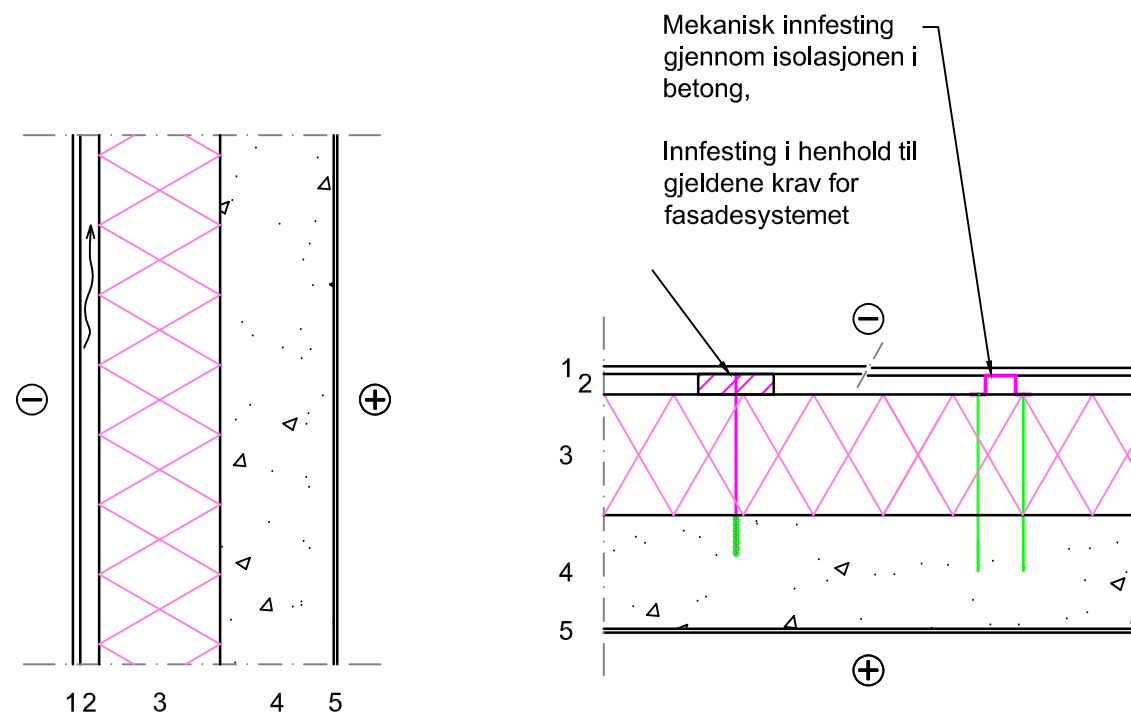 Mekanisk innfesting
gjennom isolasjonen i
betong,
Innfesting i henhold til
gjeldene krav for
fasadesystemet
−
+
1 2 3 4 5
−
1
2
3
4
5
+